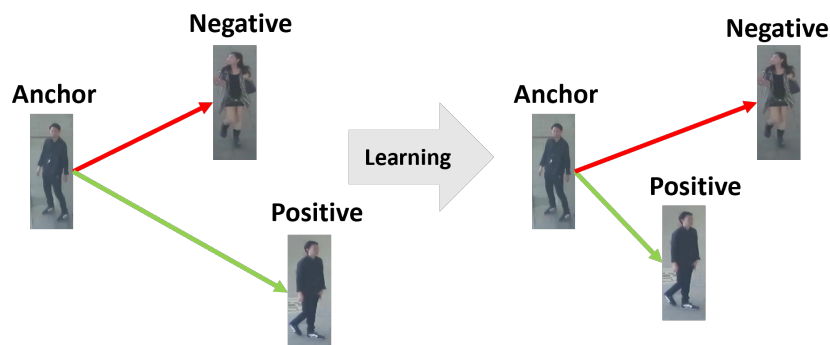 Negative
Anchor
Positive
Learning
Negative
Anchor
Positive